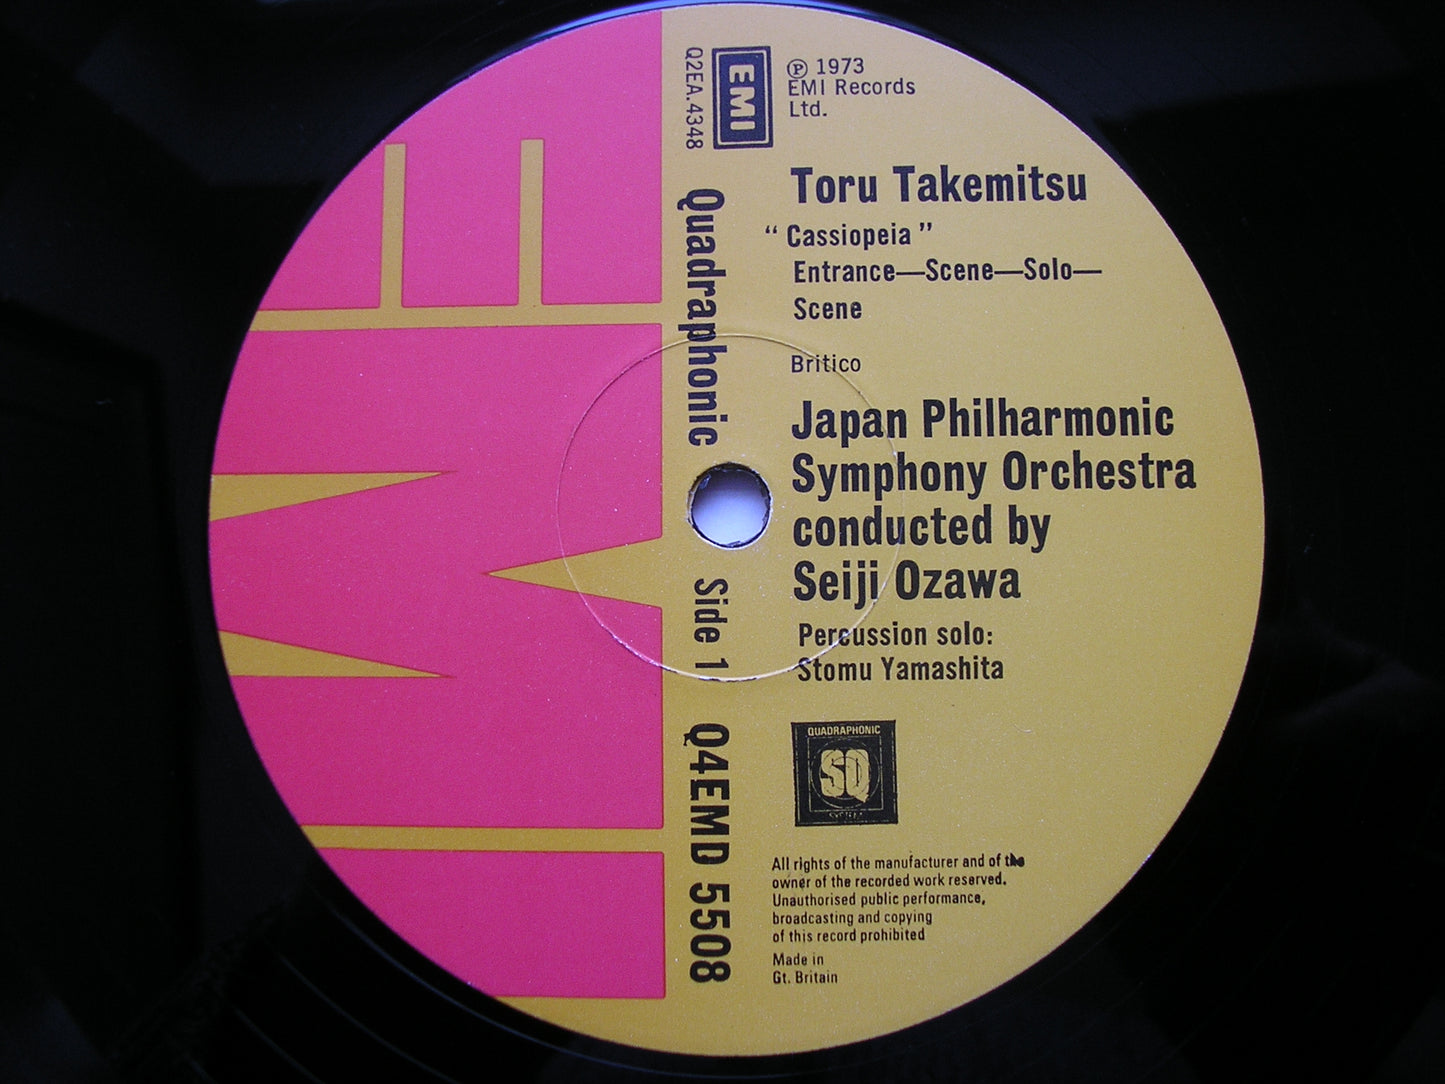 EMI
Q2EA.4348
Ⓟ 1973
EMI Records
Ltd.
Toru Takemitsu
“ Cassiopeia ”
Entrance—Scene—Solo—
Scene
Britico
Japan Philharmonic
Symphony Orchestra
conducted by
Seiji Ozawa
Percussion solo:
Stomu Yamashita
QUADRAPHONIC
SQ
SYSTEM
All rights of the manufacturer and of the
owner of the recorded work reserved.
Unauthorised public performance,
broadcasting and copying
of this record prohibited
Made in
Gt. Britain
Quadraphonic Side 1 Q4EMD 5508
EMI